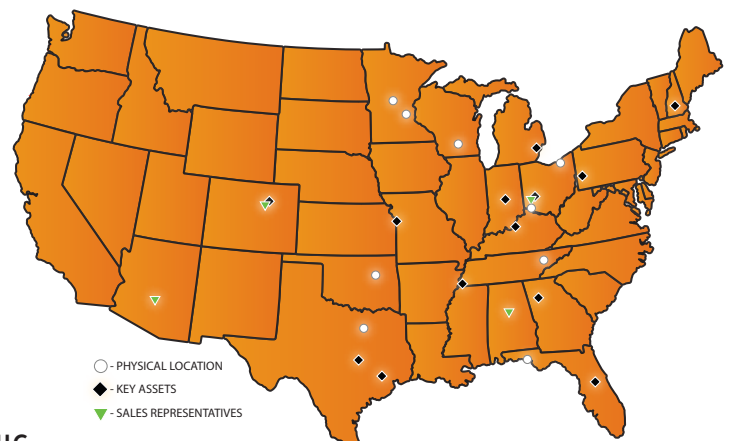 - PHYSICAL LOCATION
- KEY ASSETS
- SALES REPRESENTATIVES